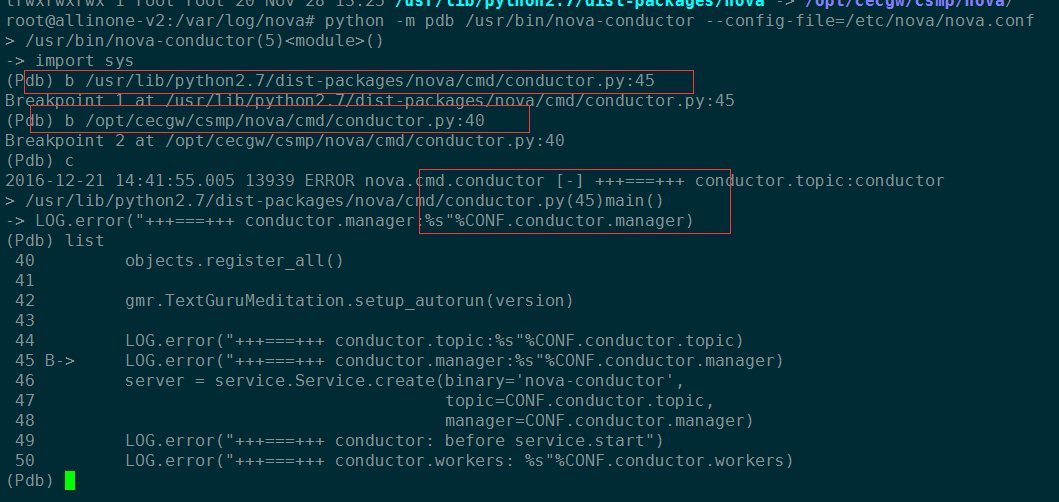 lrwxrwxrwx 1 root root 20 Nov 28 13:25 /usr/lib/python2.7/dist-packages/nova -> /opt/cecgw/csmp/nova/
root@allinone-v2:/var/log/nova# python -m pdb /usr/bin/nova-conductor --config-file=/etc/nova/nova.conf
> /usr/bin/nova-conductor(5)<module>()
-> import sys
(Pdb) b /usr/lib/python2.7/dist-packages/nova/cmd/conductor.py:45
Breakpoint 1 at /usr/lib/python2.7/dist-packages/nova/cmd/conductor.py:45
(Pdb) b /opt/cecgw/csmp/nova/cmd/conductor.py:40
Breakpoint 2 at /opt/cecgw/csmp/nova/cmd/conductor.py:40
(Pdb) c
2016-12-21 14:41:55.005 13939 ERROR nova.cmd.conductor [-] +++===+++ conductor.topic:conductor
> /usr/lib/python2.7/dist-packages/nova/cmd/conductor.py(45)main()
-> LOG.error("+++===+++ conductor.manager:%s"%CONF.conductor.manager)
(Pdb) list
40 objects.register_all()
41
42 gmr.TextGuruMeditation.setup_autorun(version)
43
44 LOG.error("+++===+++ conductor.topic:%s"%CONF.conductor.topic)
45 B-> LOG.error("+++===+++ conductor.manager:%s"%CONF.conductor.manager)
46 server = service.Service.create(binary='nova-conductor',
47 topic=CONF.conductor.topic,
48 manager=CONF.conductor.manager)
49 LOG.error("+++===+++ conductor: before service.start")
50 LOG.error("+++===+++ conductor.workers: %s"%CONF.conductor.workers)
(Pdb)